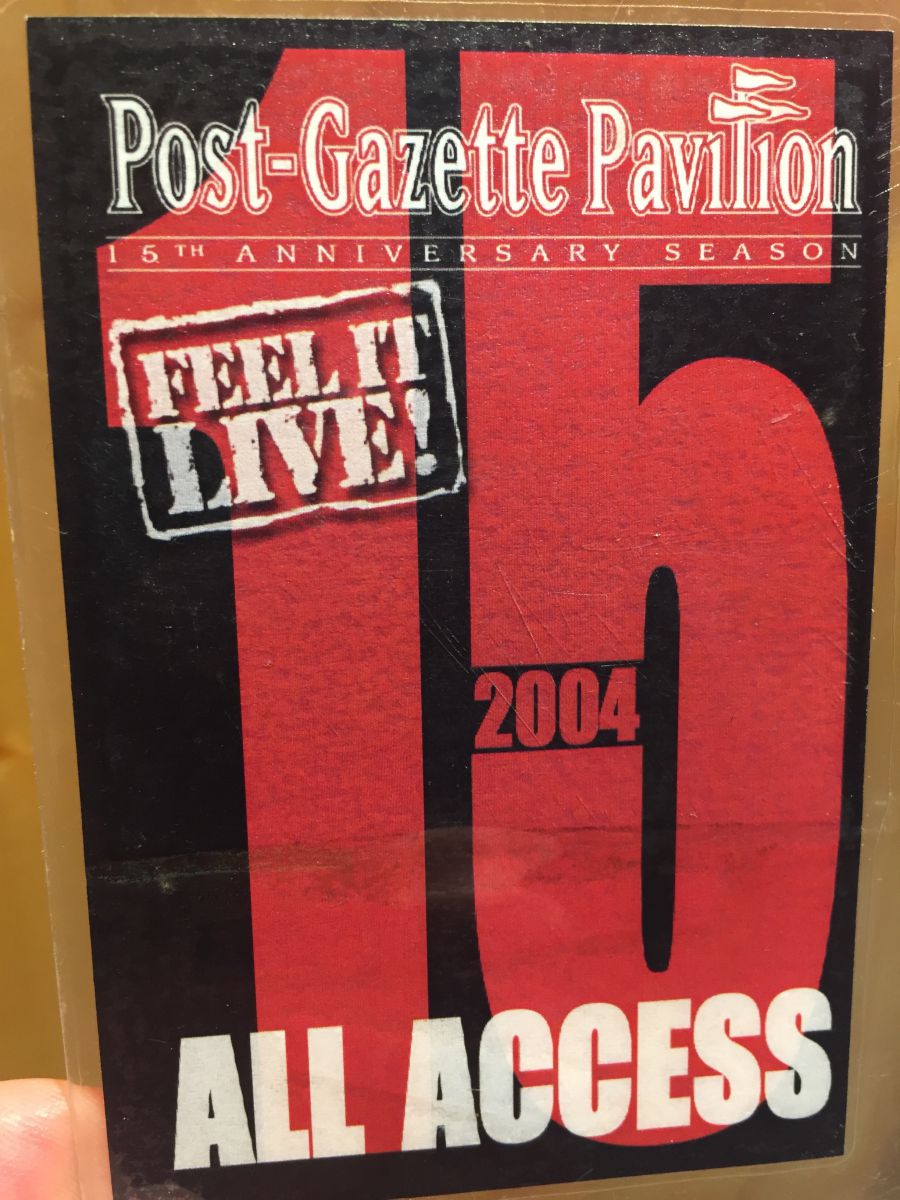 Post-Gazette Pavilion
15TH ANNIVERSARY SEASON
FEEL IT
LIVE!
15
2004
ALL ACCESS